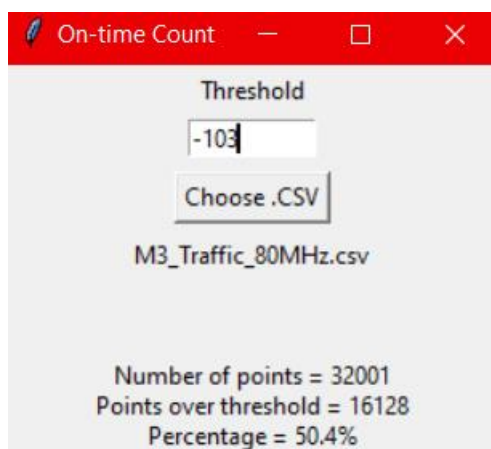 On-time Count
Threshold
-103
Choose .CSV
M3_Traffic_80MHz.csv
Number of points = 32001
Points over threshold = 16128
Percentage = 50.4%